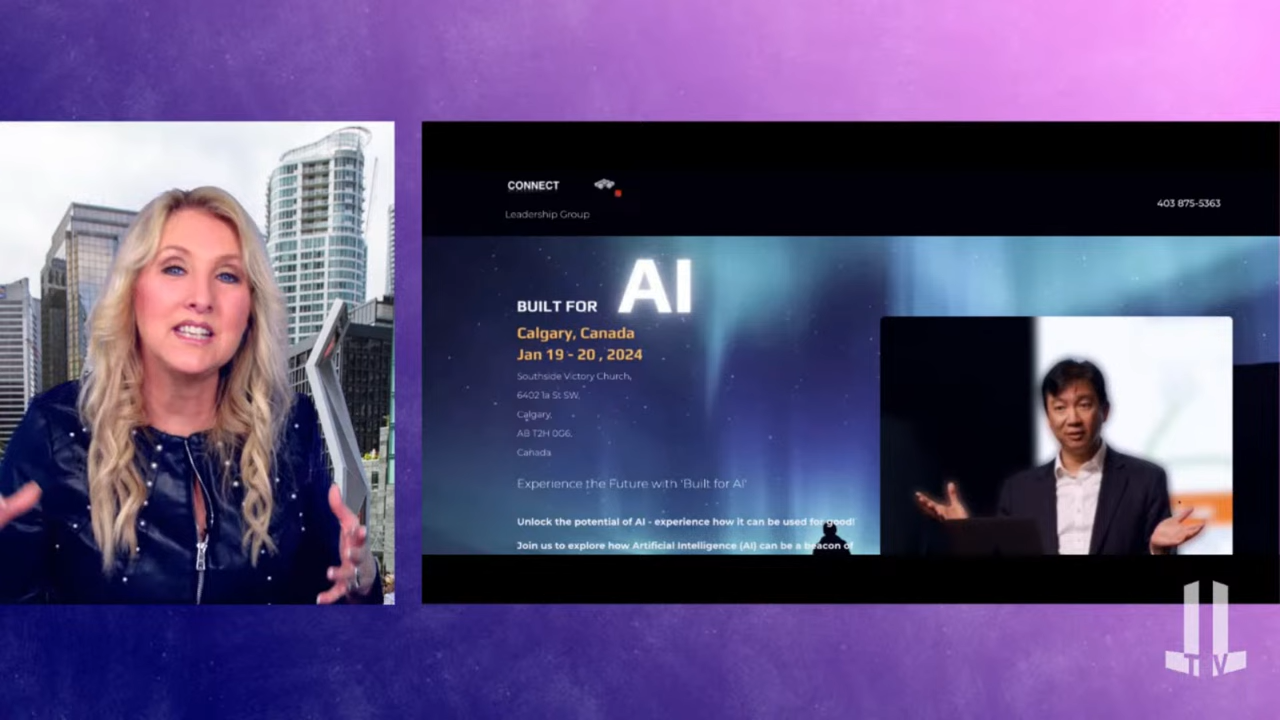 CONNECT
Leadership Group
403 875-5363
BUILT FOR AI
Calgary, Canada
Jan 19 - 20 , 2024
Southside Victory Church,
6402 1a St SW,
Calgary,
AB T2H 0G6,
Canada
Experience the Future with 'Built for AI'
Unlock the potential of AI - experience how it can be used for good!
Join us to explore how Artificial Intelligence (AI) can be a beacon of
TV